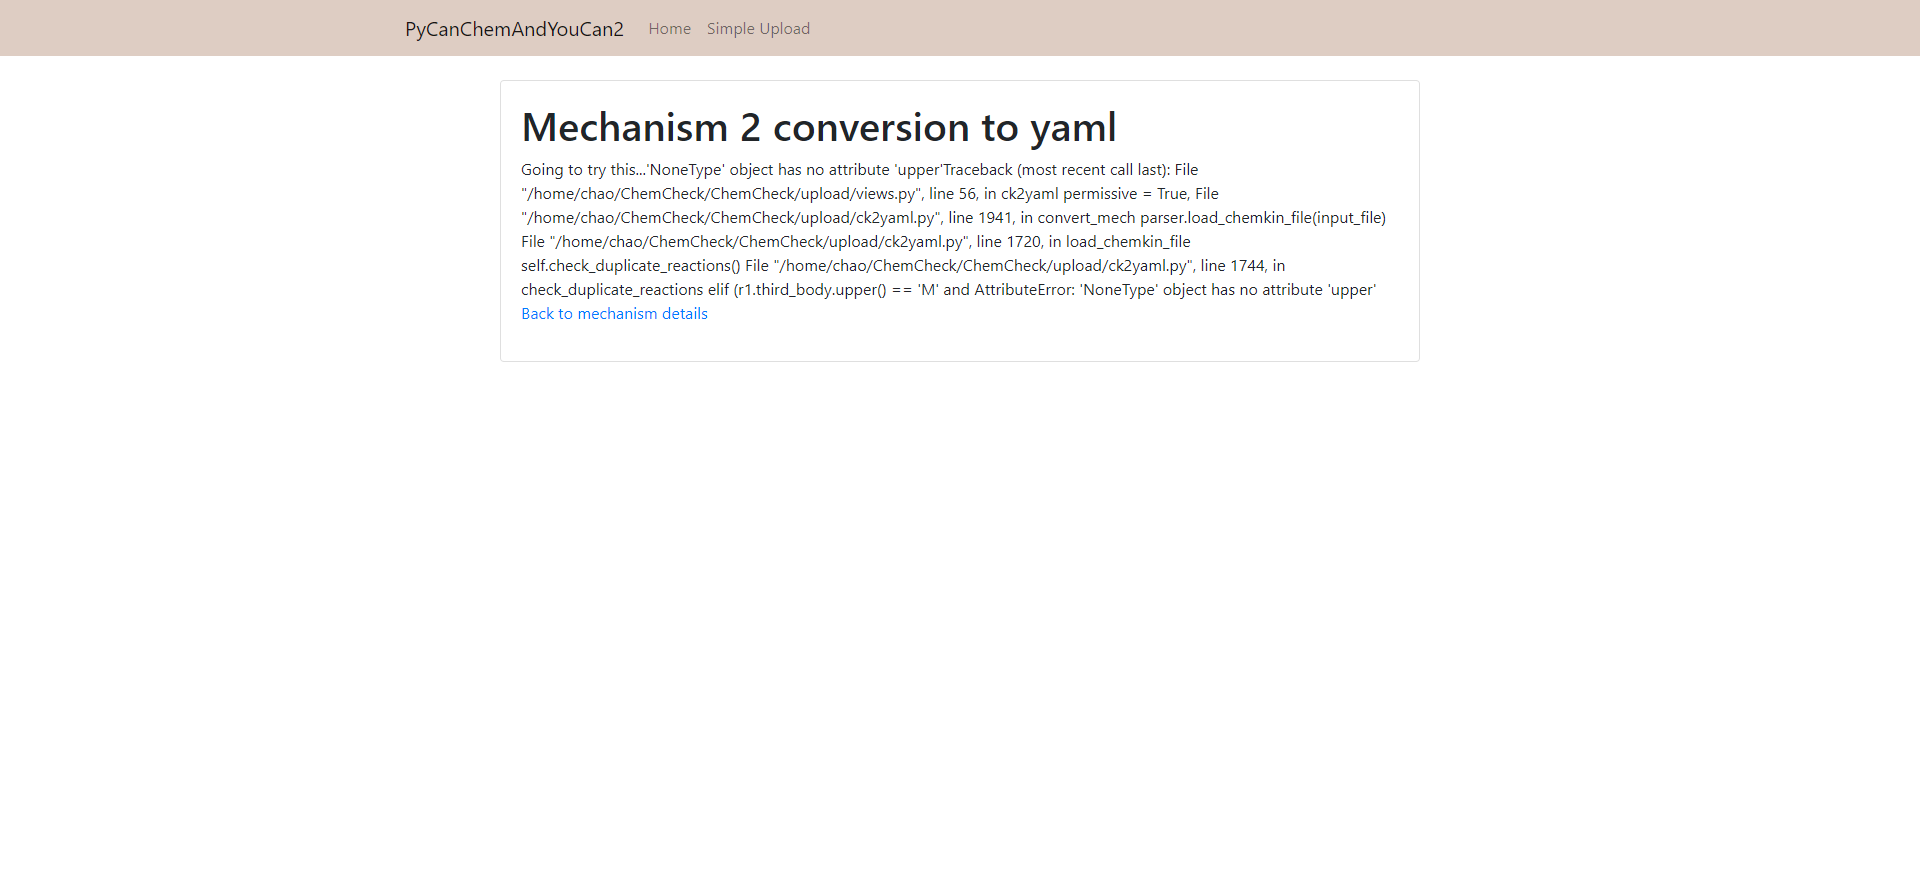 PyCanChemAndYouCan2 Home Simple Upload
Mechanism 2 conversion to yaml
Going to try this...'NoneType' object has no attribute 'upper'Traceback (most recent call last): File
"/home/chao/ChemCheck/ChemCheck/upload/views.py", line 56, in ck2yaml permissive = True, File
"/home/chao/ChemCheck/ChemCheck/upload/ck2yaml.py", line 1941, in convert_mech parser.load_chemkin_file(input_file)
File "/home/chao/ChemCheck/ChemCheck/upload/ck2yaml.py", line 1720, in load_chemkin_file
self.check_duplicate_reactions() File "/home/chao/ChemCheck/ChemCheck/upload/ck2yaml.py", line 1744, in
check_duplicate_reactions elif (r1.third_body.upper() == 'M' and AttributeError: 'NoneType' object has no attribute 'upper'
Back to mechanism details